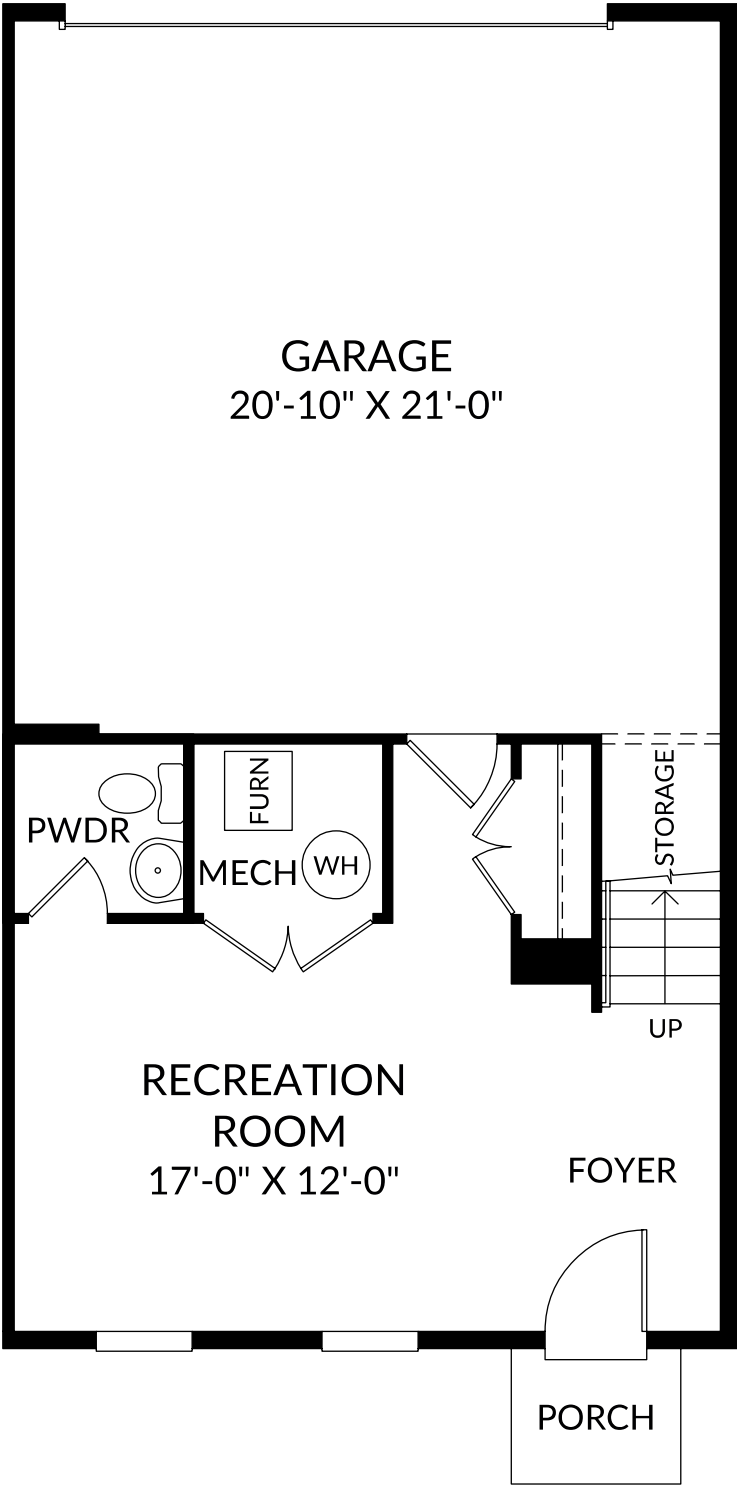 GARAGE
20'-10" X 21'-0"
STORAGE
FURN
PWDR
MECH
WH
UP
RECREATION
ROOM
17'-0" X 12'-0"
FOYER
PORCH